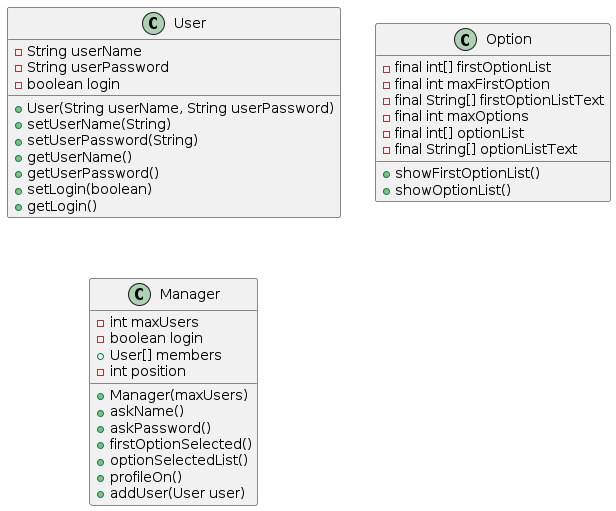 C User
String userName
String userPassword
boolean login
User(String userName, String userPassword)
setUserName(String)
setUserPassword(String)
getUserName()
getUserPassword()
setLogin(boolean)
getLogin()
C Option
final int[] firstOptionList
final int maxFirstOption
final String[] firstOptionListText
final int maxOptions
final int[] optionList
final String[] optionListText
showFirstOptionList()
showOptionList()
C Manager
int maxUsers
boolean login
User[] members
int position
Manager(maxUsers)
askName()
askPassword()
firstOptionSelected()
optionSelectedList()
profileOn()
addUser(User user)